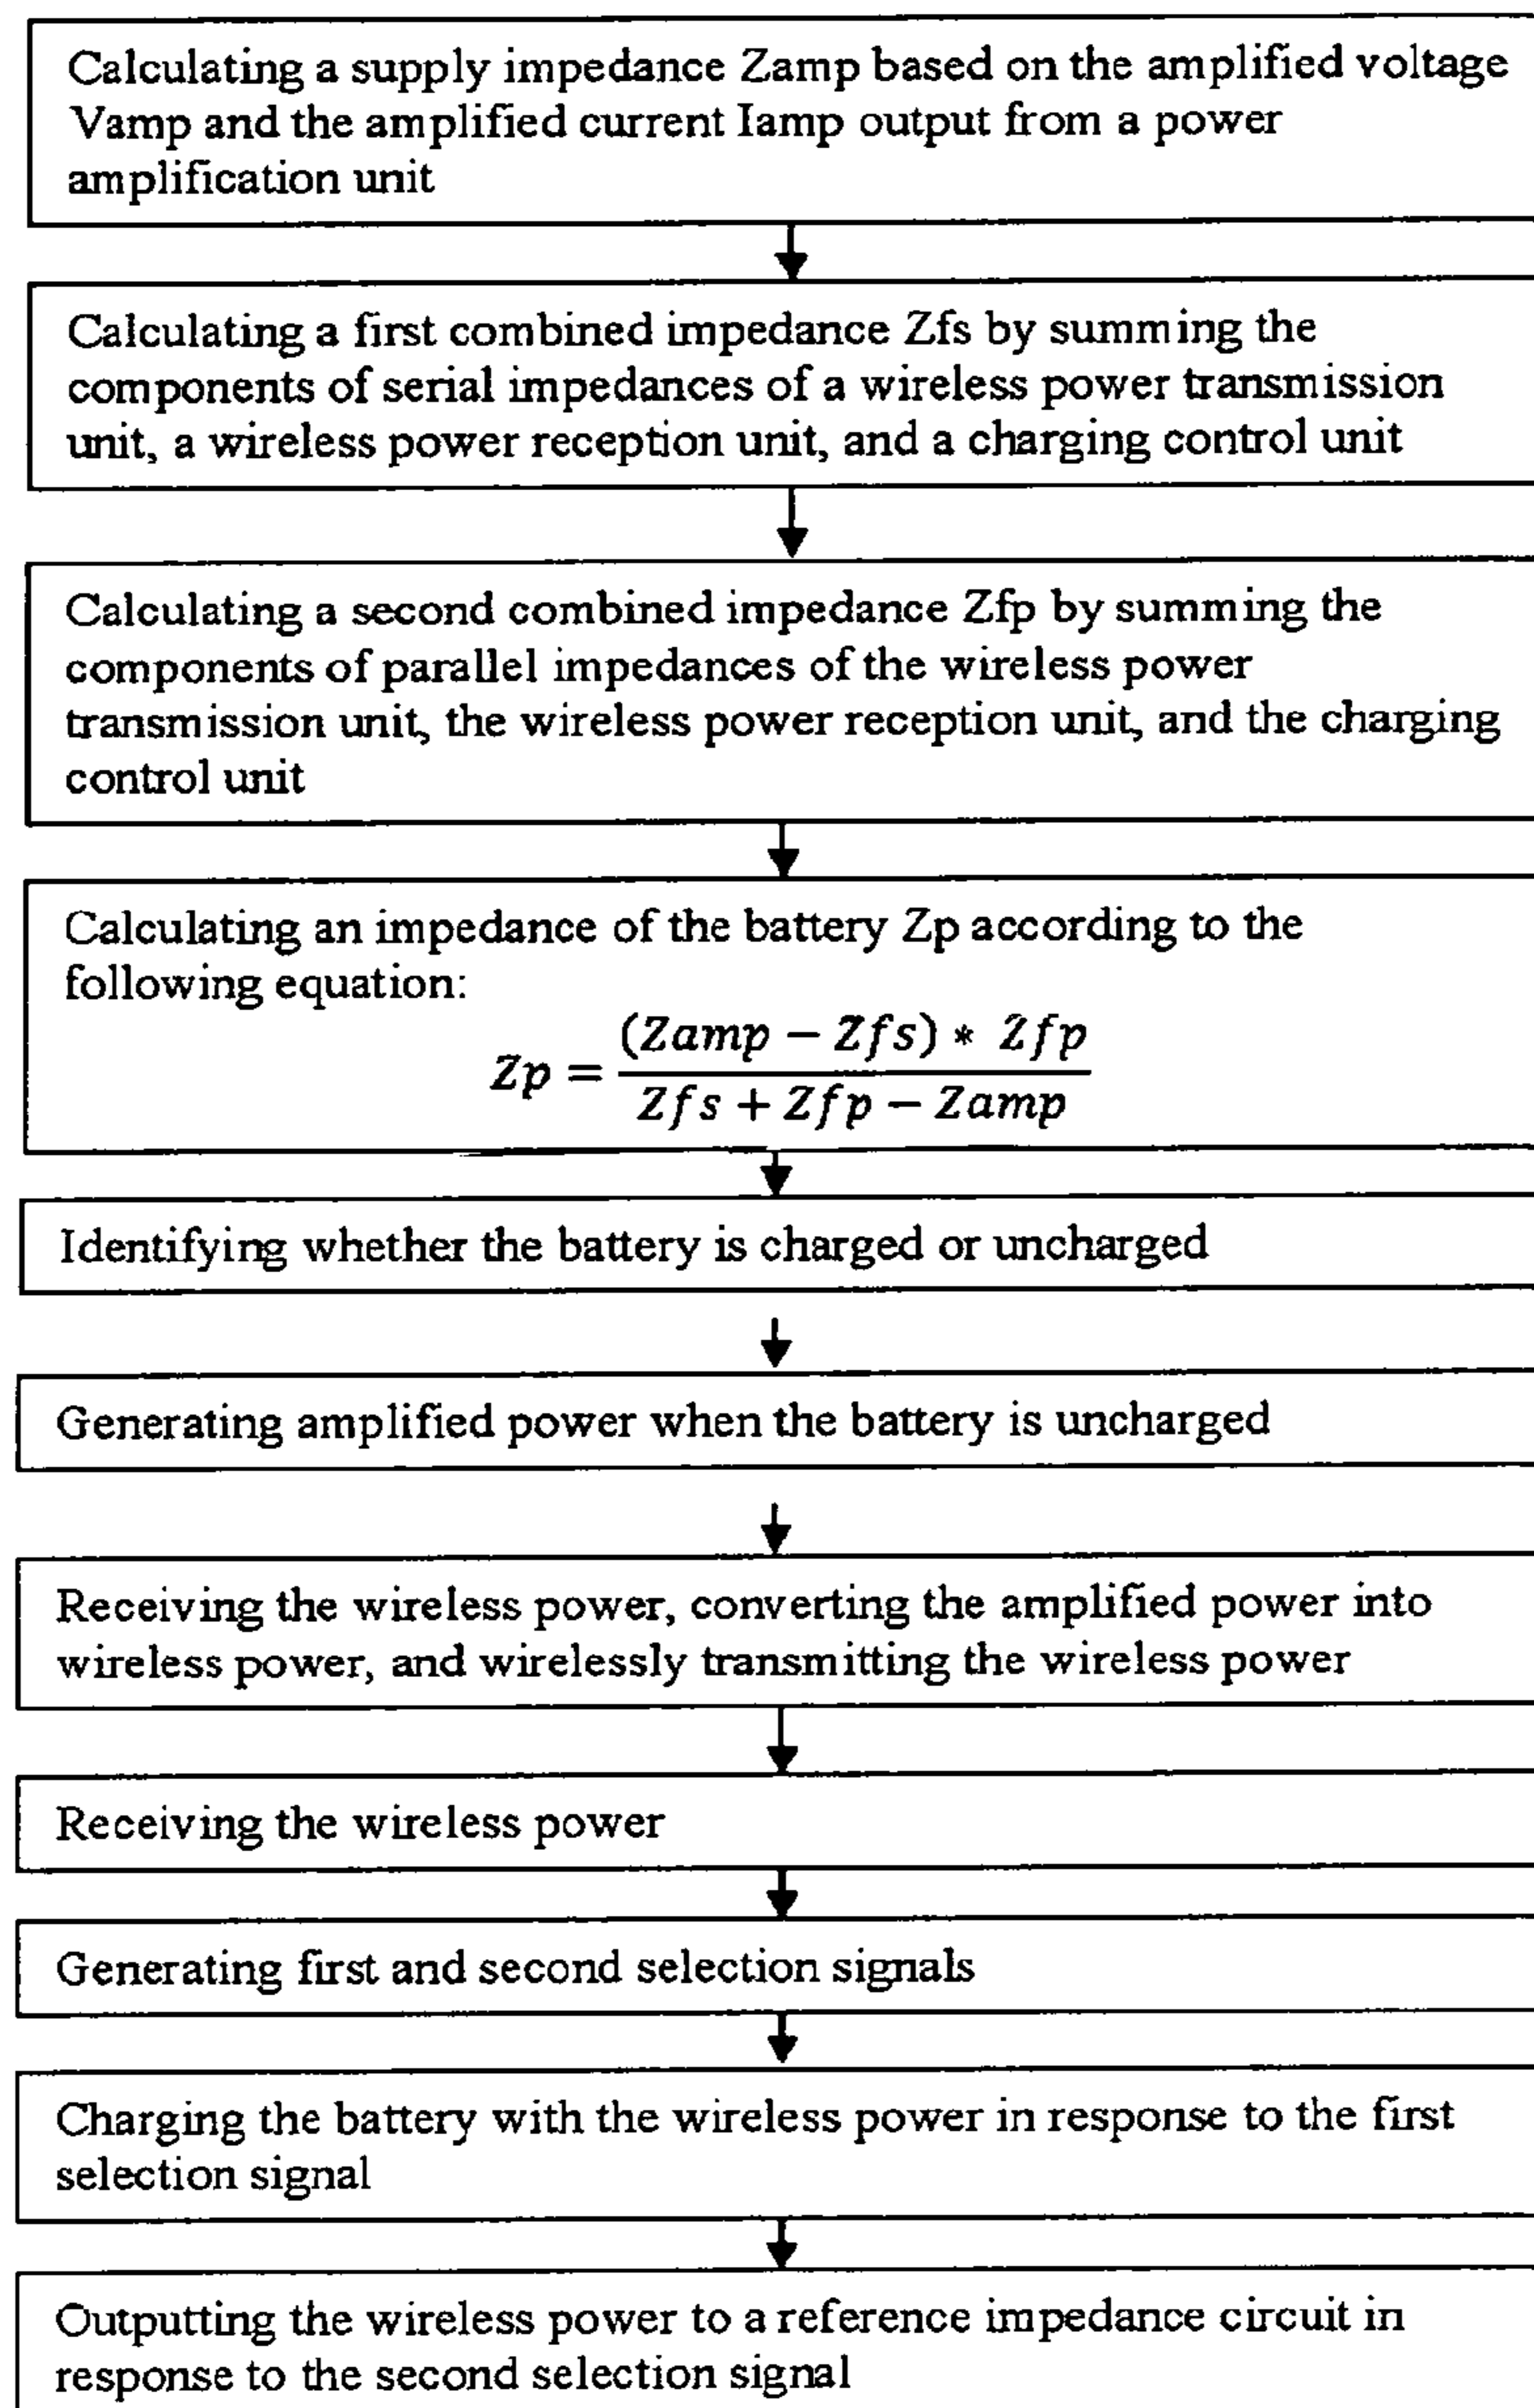 Calculating a supply impedance Zamp based on the amplified voltage
Vamp and the amplified current Iamp output from a power
amplification unit
Calculating a first combined impedance Zfs by summing the
components of serial impedances of a wireless power transmission
unit, a wireless power reception unit, and a charging control unit
Calculating a second combined impedance Zfp by summing the
components of parallel impedances of the wireless power
transmission unit, the wireless power reception unit, and the charging
control unit
Calculating an impedance of the battery Zp according to the
following equation:
Zp = (Zamp − Zfs) * Zfp / Zfs + Zfp − Zamp
Identifying whether the battery is charged or uncharged
Generating amplified power when the battery is uncharged
Receiving the wireless power, converting the amplified power into
wireless power, and wirelessly transmitting the wireless power
Receiving the wireless power
Generating first and second selection signals
Charging the battery with the wireless power in response to the first
selection signal
Outputting the wireless power to a reference impedance circuit in
response to the second selection signal